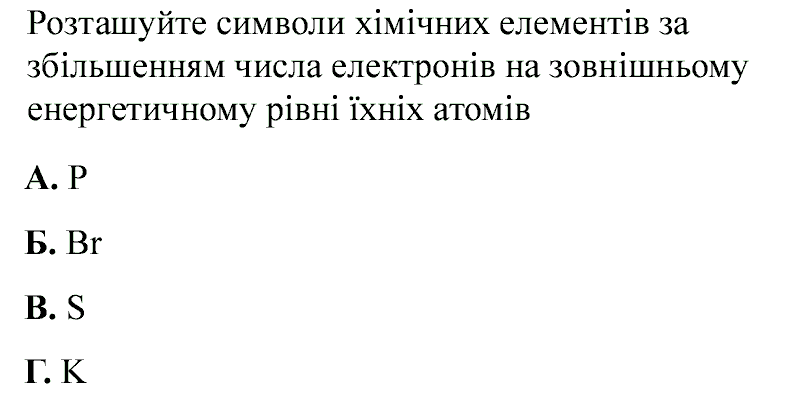 Розташуйте символи хімічних елементів за
збільшенням числа електронів на зовнішньому
енергетичному рівні їхніх атомів
А. P
Б. Br
В. S
Г. K